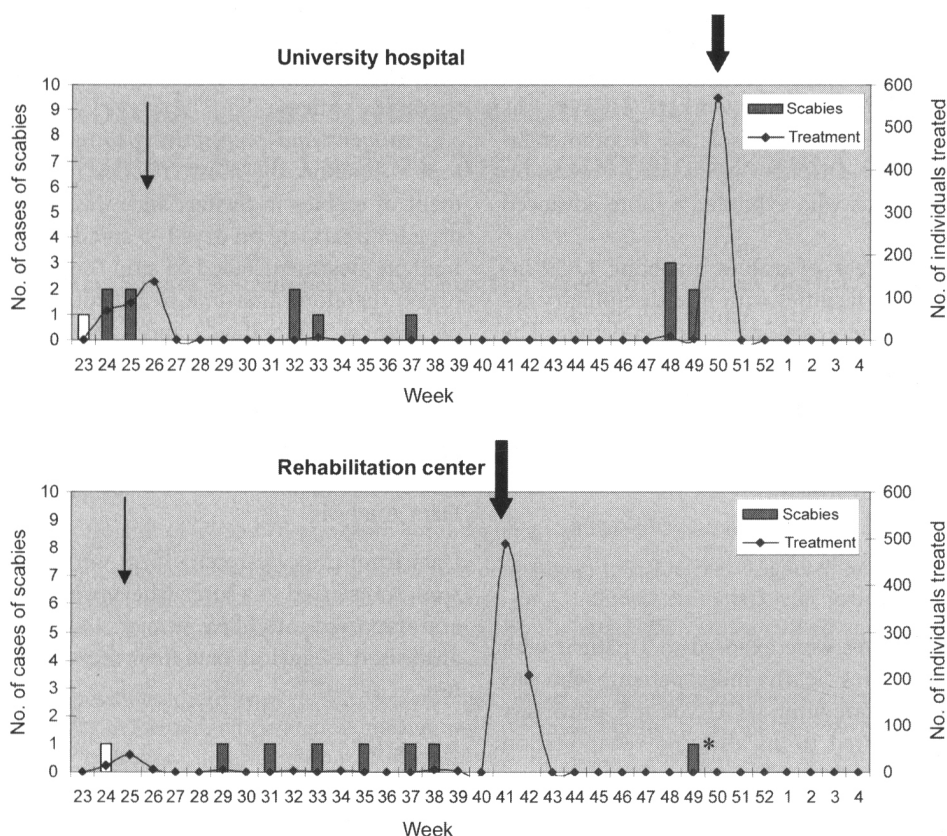 University hospital
No. of cases of scabies
10
9
8
7
6
5
4
3
2
1
0
Scabies
Treatment
600
500
400
300
200
100
0
No. of individuals treated
23 24 25 26 27 28 29 30 31 32 33 34 35 36 37 38 39 40 41 42 43 44 45 46 47 48 49 50 51 52 1 2 3 4
Week
Rehabilitation center
No. of cases of scabies
10
9
8
7
6
5
4
3
2
1
0
Scabies
Treatment
*
600
500
400
300
200
100
0
No. of individuals treated
23 24 25 26 27 28 29 30 31 32 33 34 35 36 37 38 39 40 41 42 43 44 45 46 47 48 49 50 51 52 1 2 3 4
Week